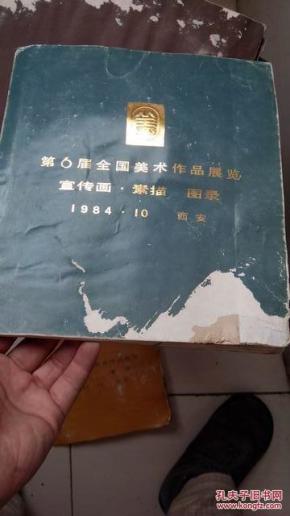 第6届全国美术作品展览
宣传画·素描 图录
1984·10 西安
孔夫子旧书网
www.kongfz.com